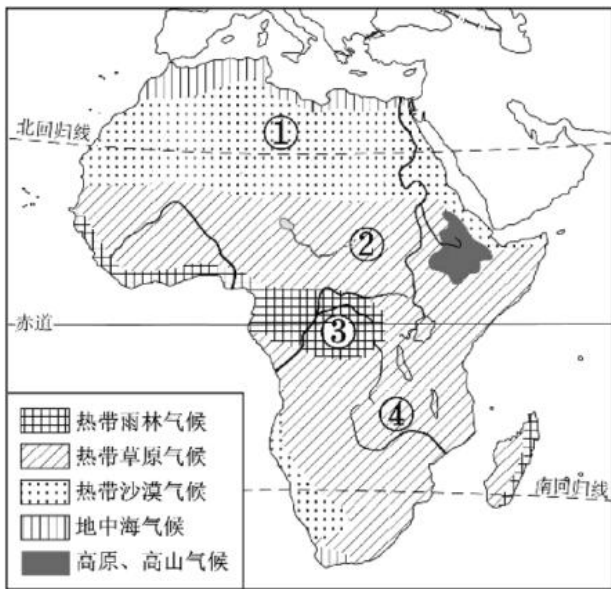 北回归线
①
②
赤道
③
④
南回归线
热带雨林气候
热带草原气候
热带沙漠气候
地中海气候
高原、高山气候